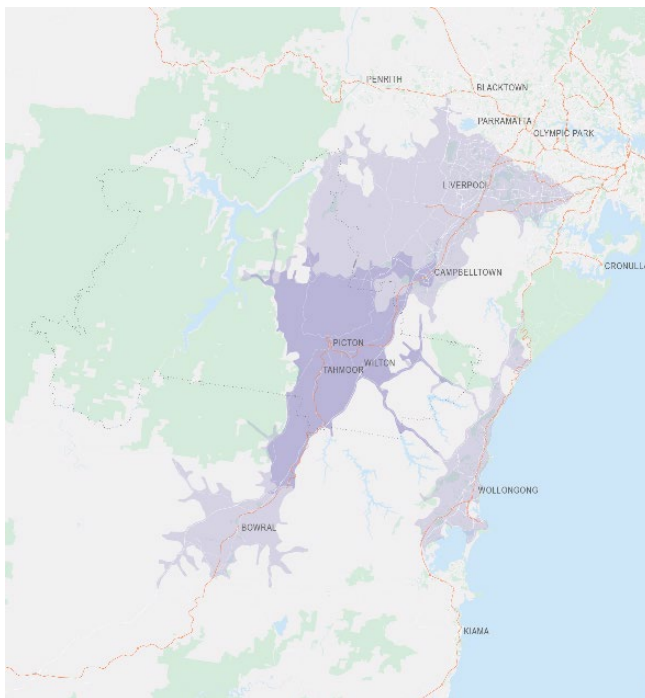 PENRITH
BLACKTOWN
PARRAMATTA
OLYMPIC PARK
LIVERPOOL
CRONULLA
CAMPBELLTOWN
PICTON
WILTON
TAHMOOR
WOLLONGONG
BOWRAL
KIAMA